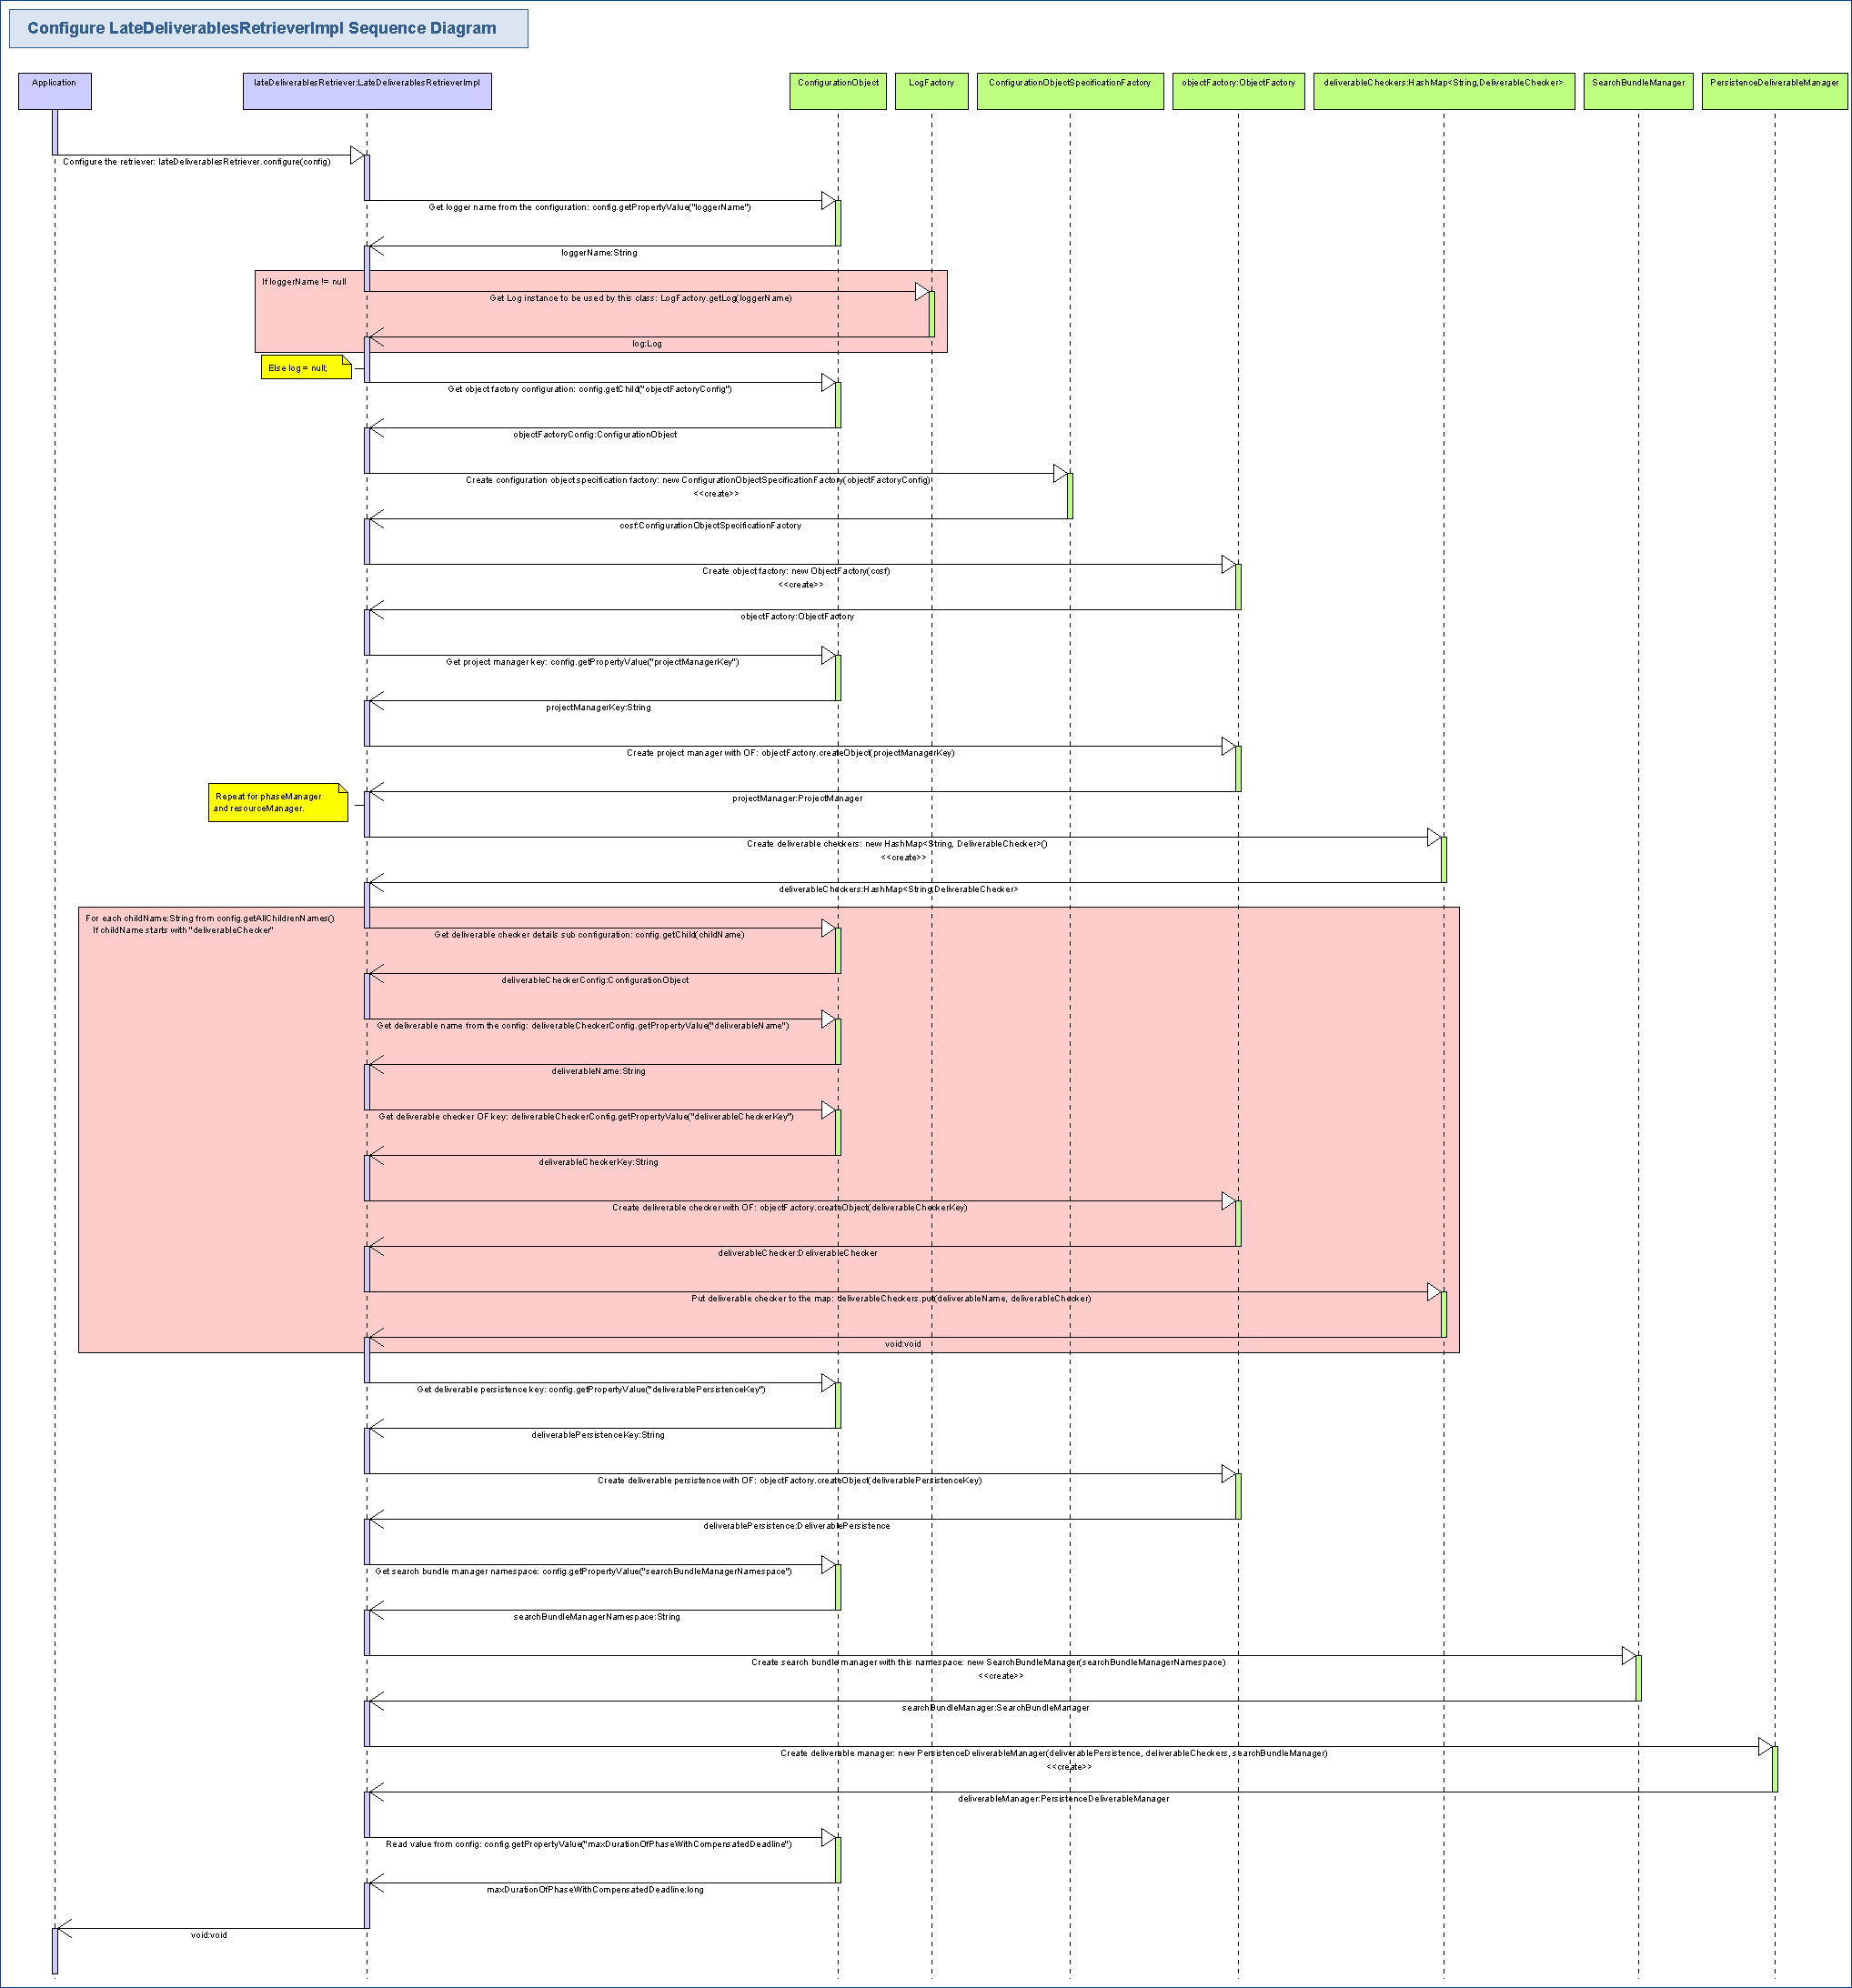 Configure LateDeliverablesRetrieverImpl Sequence Diagram
Application
lateDeliverablesRetriever:LateDeliverablesRetrieverImpl
ConfigurationObject
LogFactory
ConfigurationObjectSpecificationFactory
objectFactory:ObjectFactory
deliverableCheckers:HashMap<String,DeliverableChecker>
SearchBundleManager
PersistenceDeliverableManager
Configure the retriever: lateDeliverablesRetriever.configure(config)
Get logger name from the configuration: config.getPropertyValue("loggerName")
loggerName:String
If loggerName != null
Get Log instance to be used by this class: LogFactory.getLog(loggerName)
log:Log
Else log = null;
Get object factory configuration: config.getChild("objectFactoryConfig")
objectFactoryConfig:ConfigurationObject
Create configuration object specification factory: new ConfigurationObjectSpecificationFactory(objectFactoryConfig)
<<create>>
cosf:ConfigurationObjectSpecificationFactory
Create object factory: new ObjectFactory(cosf)
<<create>>
objectFactory:ObjectFactory
Get project manager key: config.getPropertyValue("projectManagerKey")
projectManagerKey:String
Create project manager with OF: objectFactory.createObject(projectManagerKey)
Repeat for phaseManager
and resourceManager.
projectManager:ProjectManager
Create deliverable checkers: new HashMap<String, DeliverableChecker>()
<<create>>
deliverableCheckers:HashMap<String,DeliverableChecker>
For each childName:String from config.getAllChildrenNames()
If childName starts with "deliverableChecker"
Get deliverable checker details sub configuration: config.getChild(childName)
deliverableCheckerConfig:ConfigurationObject
Get deliverable name from the config: deliverableCheckerConfig.getPropertyValue("deliverableName")
deliverableName:String
Get deliverable checker OF key: deliverableCheckerConfig.getPropertyValue("deliverableCheckerKey")
deliverableCheckerKey:String
Create deliverable checker with OF: objectFactory.createObject(deliverableCheckerKey)
deliverableChecker:DeliverableChecker
Put deliverable checker to the map: deliverableCheckers.put(deliverableName, deliverableChecker)
void:void
Get deliverable persistence key: config.getPropertyValue("deliverablePersistenceKey")
deliverablePersistenceKey:String
Create deliverable persistence with OF: objectFactory.createObject(deliverablePersistenceKey)
deliverablePersistence:DeliverablePersistence
Get search bundle manager namespace: config.getPropertyValue("searchBundleManagerNamespace")
searchBundleManagerNamespace:String
Create search bundle manager with this namespace: new SearchBundleManager(searchBundleManagerNamespace)
<<create>>
searchBundleManager:SearchBundleManager
Create deliverable manager: new PersistenceDeliverableManager(deliverablePersistence, deliverableCheckers, searchBundleManager)
<<create>>
deliverableManager:PersistenceDeliverableManager
Read value from config: config.getPropertyValue("maxDurationOfPhaseWithCompensatedDeadline")
maxDurationOfPhaseWithCompensatedDeadline:long
void:void